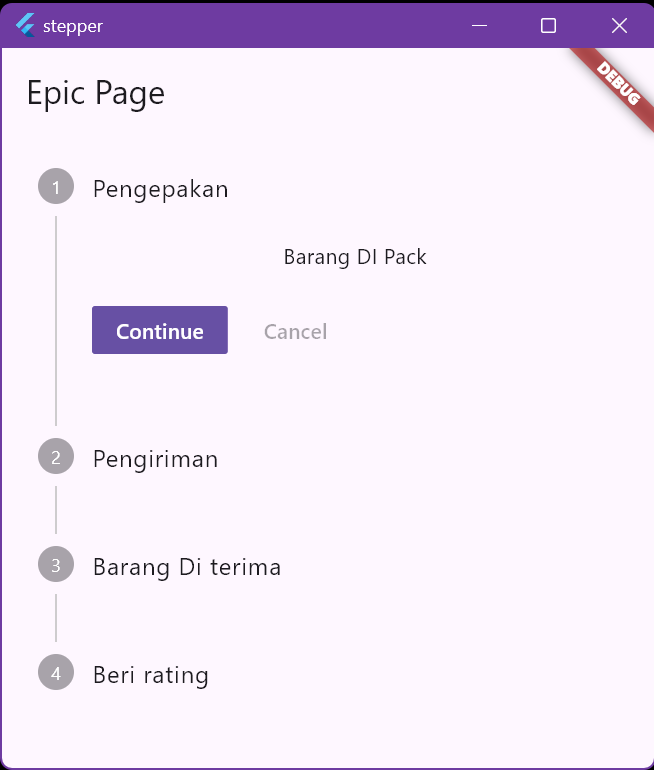 stepper
DEBUG
Epic Page
1 Pengepakan
Barang DI Pack
Continue Cancel
2 Pengiriman
3 Barang Di terima
4 Beri rating